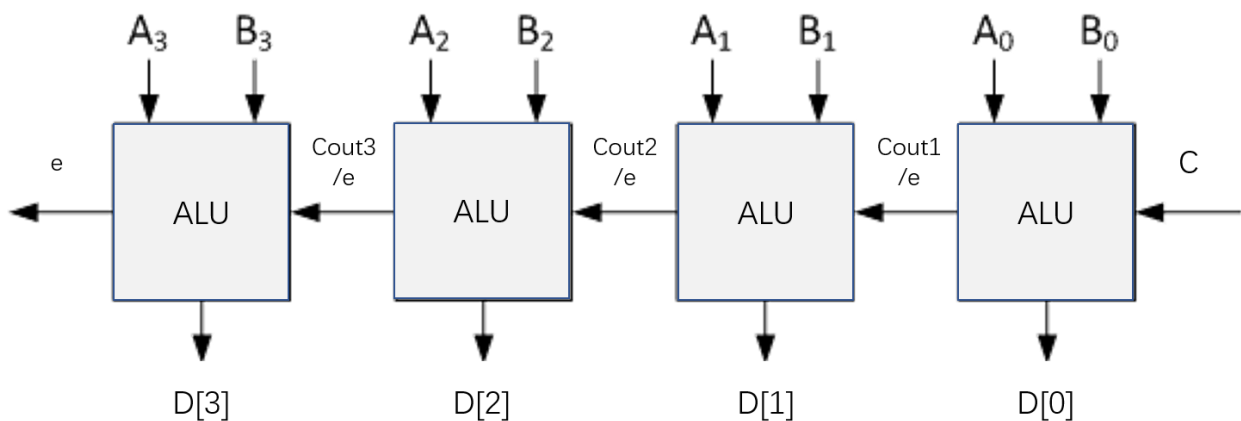 A₃ B₃ A₂ B₂ A₁ B₁ A₀ B₀
e Cout3 Cout2 Cout1 C
/e /e /e
ALU ALU ALU ALU
D[3] D[2] D[1] D[0]